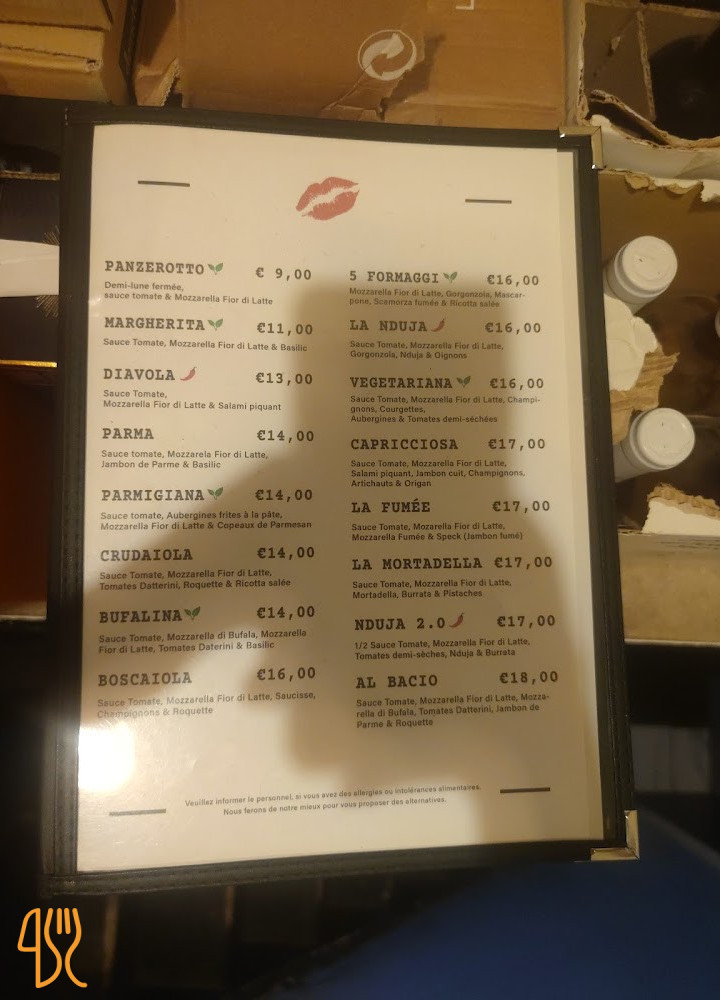 PANZEROTTO € 9,00
Demi-lune fermée,
sauce tomate & Mozzarella Fior di Latte
MARGHERITA €11,00
Sauce Tomate, Mozzarella Fior di Latte & Basilic
DIAVOLA €13,00
Sauce Tomate,
Mozzarella Fior di Latte & Salami piquant
PARMA €14,00
Sauce tomate, Mozzarela Fior di Latte,
Jambon de Parme & Basilic
PARMIGIANA €14,00
Sauce tomate, Aubergines frites à la pâte,
Mozzarella Fior di Latte & Copeaux de Parmesan
CRUDAIOLA €14,00
Sauce Tomate, Mozzarella Fior di Latte,
Tomates Datterini, Roquette & Ricotta salée
BUFALINA €14,00
Sauce Tomate, Mozzarella di Bufala, Mozzarella
Fior di Latte, Tomates Daterini & Basilic
BOSCAIOLA €16,00
Sauce Tomate, Mozzarella Fior di Latte, Saucisse,
Champignons & Roquette
5 FORMAGGI €16,00
Mozzarella Fior di Latte, Gorgonzola, Mascar-
pone, Scamorza fumée & Ricotta salée
LA NDUJA €16,00
Sauce Tomate, Mozzarella Fior di Latte,
Gorgonzola, Nduja & Oignons
VEGETARIANA €16,00
Sauce Tomate, Mozzarella Fior di Latte, Champi-
gnons, Courgettes,
Aubergines & Tomates demi-séchées
CAPRICCIOSA €17,00
Sauce Tomate, Mozzarella Fior di Latte,
Salami piquant, Jambon cuit, Champignons,
Artichauts & Origan
LA FUMÉE €17,00
Sauce Tomate, Mozarella Fior di Latte,
Mozzarella Fumée & Speck (Jambon fumé)
LA MORTADELLA €17,00
Sauce Tomate, Mozzarella Fior di Latte,
Mortadella, Burrata & Pistaches
NDUJA 2.0 €17,00
1/2 Sauce Tomate, Mozzarella Fior di Latte,
Tomates demi-sèches, Nduja & Burrata
AL BACIO €18,00
Sauce Tomate, Mozzarella Fior di Latte, Mozza-
rella di Bufala, Tomates Datterini, Jambon de
Parme & Roquette
Veuillez informer le personnel, si vous avez des allergies ou intolérances alimentaires.
Nous ferons de notre mieux pour vous proposer des alternatives.